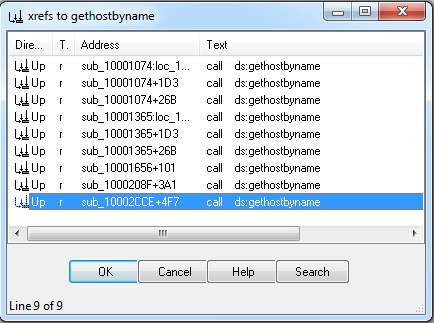 xrefs to gethostbyname
Dire... T. Address Text
Up r sub_10001074:loc_1... call ds:gethostbyname
Up r sub_10001074+1D3 call ds:gethostbyname
Up r sub_10001074+26B call ds:gethostbyname
Up r sub_10001365:loc_1... call ds:gethostbyname
Up r sub_10001365+1D3 call ds:gethostbyname
Up r sub_10001365+26B call ds:gethostbyname
Up r sub_10001656+101 call ds:gethostbyname
Up r sub_1000208F+3A1 call ds:gethostbyname
Up r sub_10002CCE+4F7 call ds:gethostbyname
OK Cancel Help Search
Line 9 of 9